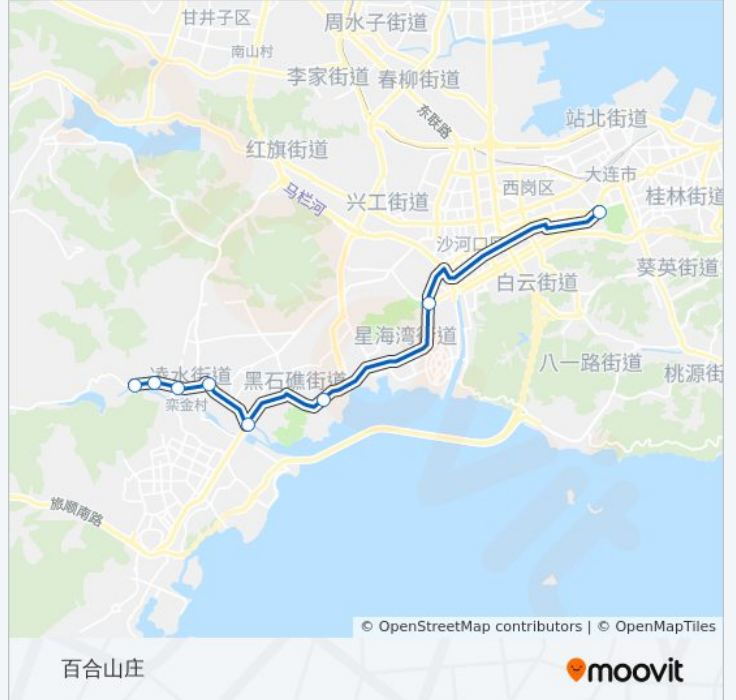 甘井子区
周水子街道
南山村
李家街道
春柳街道
东联路
站北街道
红旗街道
大连市
西岗区
桂林街道
马栏河
兴工街道
沙河口区
葵英街道
白云街道
星海湾街道
八一路街道
凌水街道
黑石礁街道
桃源街
栾金村
旅顺南路
© OpenStreetMap contributors | © OpenMapTiles
百合山庄
moovit